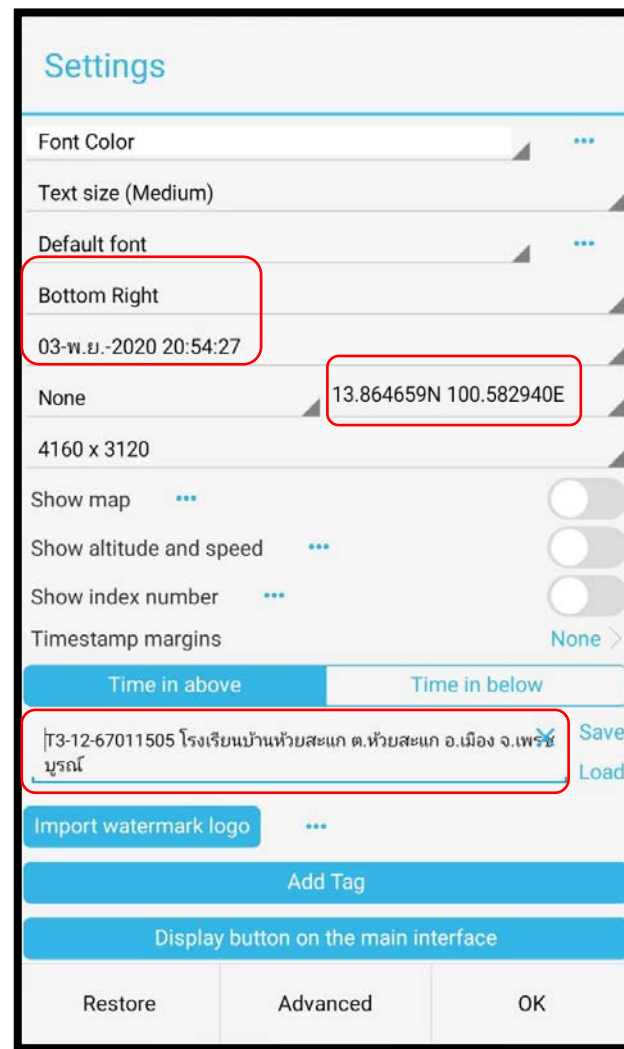 Settings
Font Color
Text size (Medium)
Default font
Bottom Right
03-พ.ย.-2020 20:54:27
None 13.864659N 100.582940E
4160 x 3120
Show map
Show altitude and speed
Show index number
Timestamp margins None
Time in above Time in below
T3-12-67011505 โรงเรียนบ้านห้วยสะแก ต.ห้วยสะแก อ.เมือง จ.เพรช
บูรณ์
Save
Load
Import watermark logo
Add Tag
Display button on the main interface
Restore Advanced OK